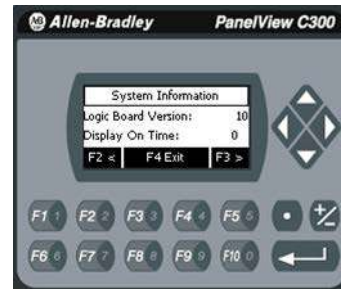 AB Allen-Bradley PanelView C300
System Information
Logic Board Version: 10
Display On Time: 0
F2 < F4 Exit F3 >
F1 1 F2 2 F3 3 F4 4 F5 5 • +/-
F6 6 F7 7 F8 8 F9 9 F10 0